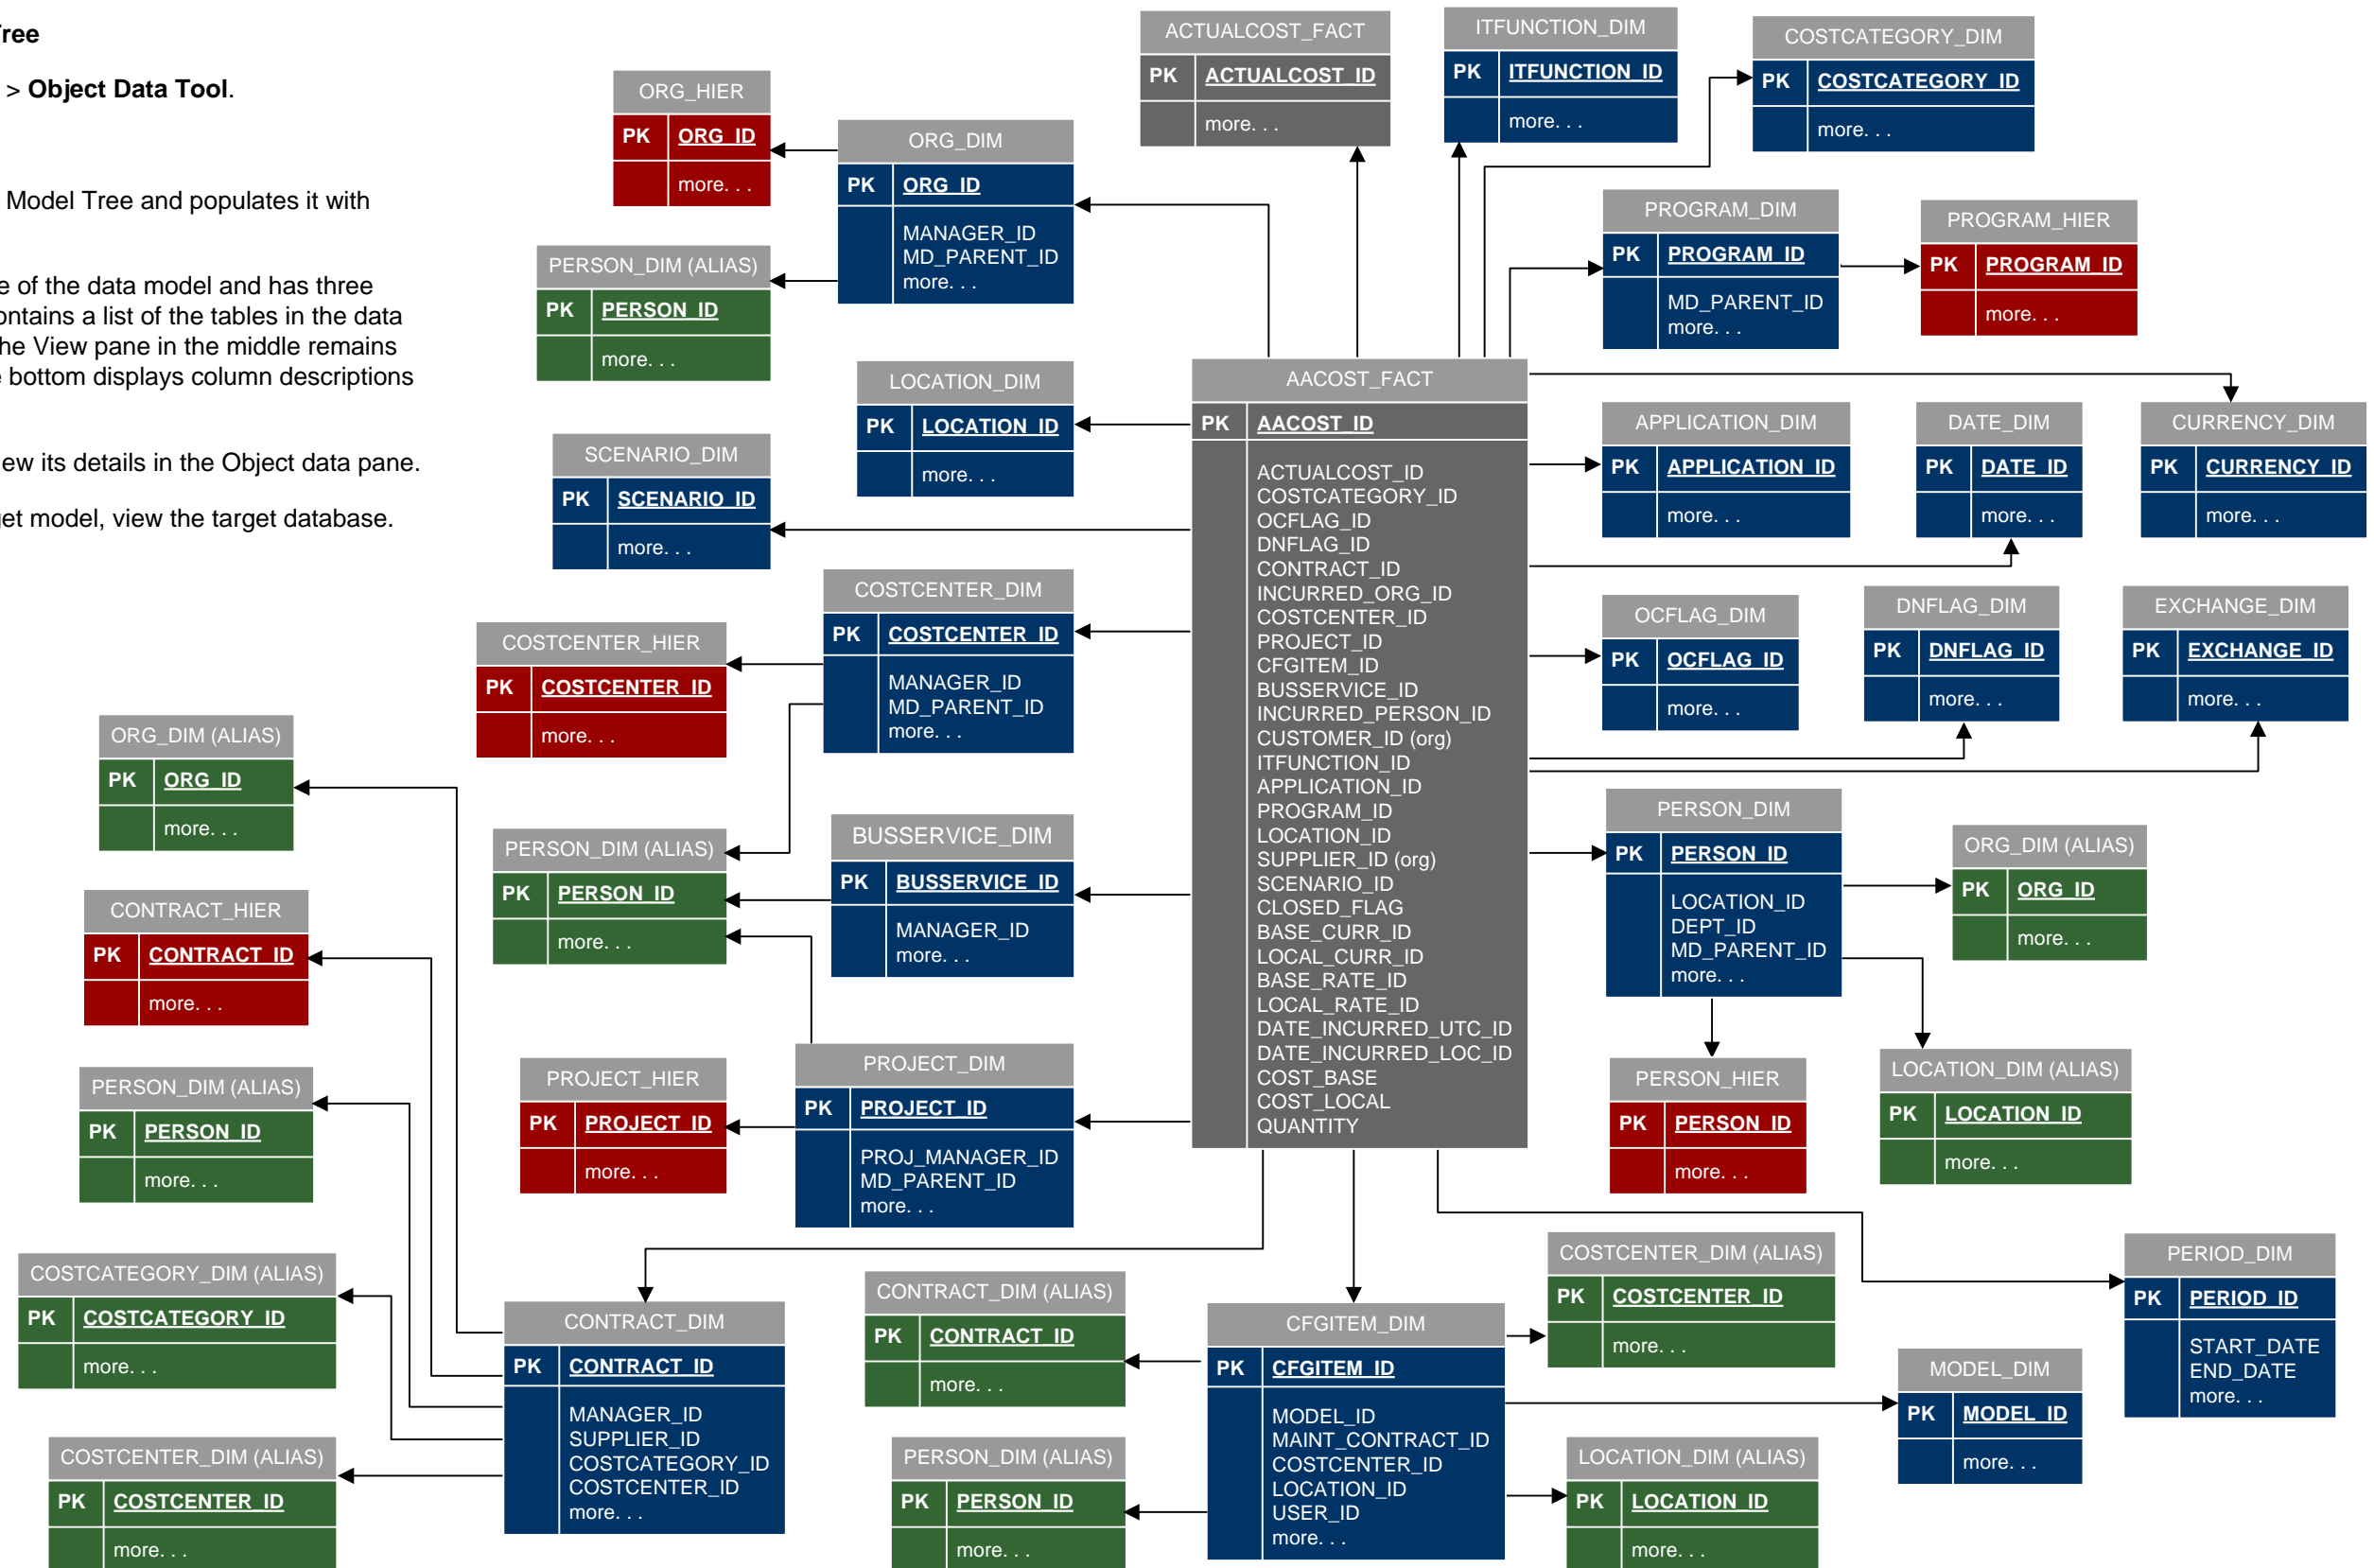 Tree
> Object Data Tool.
Model Tree and populates it with
e of the data model and has three
ontains a list of the tables in the data
he View pane in the middle remains
e bottom displays column descriptions
ew its details in the Object data pane.
get model, view the target database.
ACTUALCOST_FACT
PK ACTUALCOST_ID
more. . .
ITFUNCTION_DIM
PK ITFUNCTION_ID
more. . .
COSTCATEGORY_DIM
PK COSTCATEGORY_ID
more. . .
ORG_HIER
PK ORG_ID
more. . .
ORG_DIM
PK ORG_ID
MANAGER_ID
MD_PARENT_ID
more. . .
PERSON_DIM (ALIAS)
PK PERSON_ID
more. . .
PROGRAM_DIM
PK PROGRAM_ID
MD_PARENT_ID
more. . .
PROGRAM_HIER
PK PROGRAM_ID
more. . .
LOCATION_DIM
PK LOCATION_ID
more. . .
SCENARIO_DIM
PK SCENARIO_ID
more. . .
AACOST_FACT
PK AACOST_ID
ACTUALCOST_ID
COSTCATEGORY_ID
OCFLAG_ID
DNFLAG_ID
CONTRACT_ID
INCURRED_ORG_ID
COSTCENTER_ID
PROJECT_ID
CFGITEM_ID
BUSSERVICE_ID
INCURRED_PERSON_ID
CUSTOMER_ID (org)
ITFUNCTION_ID
APPLICATION_ID
PROGRAM_ID
LOCATION_ID
SUPPLIER_ID (org)
SCENARIO_ID
CLOSED_FLAG
BASE_CURR_ID
LOCAL_CURR_ID
BASE_RATE_ID
LOCAL_RATE_ID
DATE_INCURRED_UTC_ID
DATE_INCURRED_LOC_ID
COST_BASE
COST_LOCAL
QUANTITY
APPLICATION_DIM
PK APPLICATION_ID
more. . .
DATE_DIM
PK DATE_ID
more. . .
CURRENCY_DIM
PK CURRENCY_ID
more. . .
COSTCENTER_DIM
PK COSTCENTER_ID
MANAGER_ID
MD_PARENT_ID
more. . .
COSTCENTER_HIER
PK COSTCENTER_ID
more. . .
OCFLAG_DIM
PK OCFLAG_ID
more. . .
DNFLAG_DIM
PK DNFLAG_ID
more. . .
EXCHANGE_DIM
PK EXCHANGE_ID
more. . .
ORG_DIM (ALIAS)
PK ORG_ID
more. . .
PERSON_DIM (ALIAS)
PK PERSON_ID
more. . .
BUSSERVICE_DIM
PK BUSSERVICE_ID
MANAGER_ID
more. . .
PERSON_DIM
PK PERSON_ID
LOCATION_ID
DEPT_ID
MD_PARENT_ID
more. . .
ORG_DIM (ALIAS)
PK ORG_ID
more. . .
CONTRACT_HIER
PK CONTRACT_ID
more. . .
PERSON_DIM (ALIAS)
PK PERSON_ID
more. . .
PROJECT_HIER
PK PROJECT_ID
more. . .
PROJECT_DIM
PK PROJECT_ID
PROJ_MANAGER_ID
MD_PARENT_ID
more. . .
PERSON_HIER
PK PERSON_ID
more. . .
LOCATION_DIM (ALIAS)
PK LOCATION_ID
more. . .
COSTCATEGORY_DIM (ALIAS)
PK COSTCATEGORY_ID
more. . .
CONTRACT_DIM
PK CONTRACT_ID
MANAGER_ID
SUPPLIER_ID
COSTCATEGORY_ID
COSTCENTER_ID
more. . .
CONTRACT_DIM (ALIAS)
PK CONTRACT_ID
more. . .
CFGITEM_DIM
PK CFGITEM_ID
MODEL_ID
MAINT_CONTRACT_ID
COSTCENTER_ID
LOCATION_ID
USER_ID
more. . .
COSTCENTER_DIM (ALIAS)
PK COSTCENTER_ID
more. . .
PERIOD_DIM
PK PERIOD_ID
START_DATE
END_DATE
more. . .
MODEL_DIM
PK MODEL_ID
more. . .
COSTCENTER_DIM (ALIAS)
PK COSTCENTER_ID
more. . .
PERSON_DIM (ALIAS)
PK PERSON_ID
more. . .
LOCATION_DIM (ALIAS)
PK LOCATION_ID
more. . .